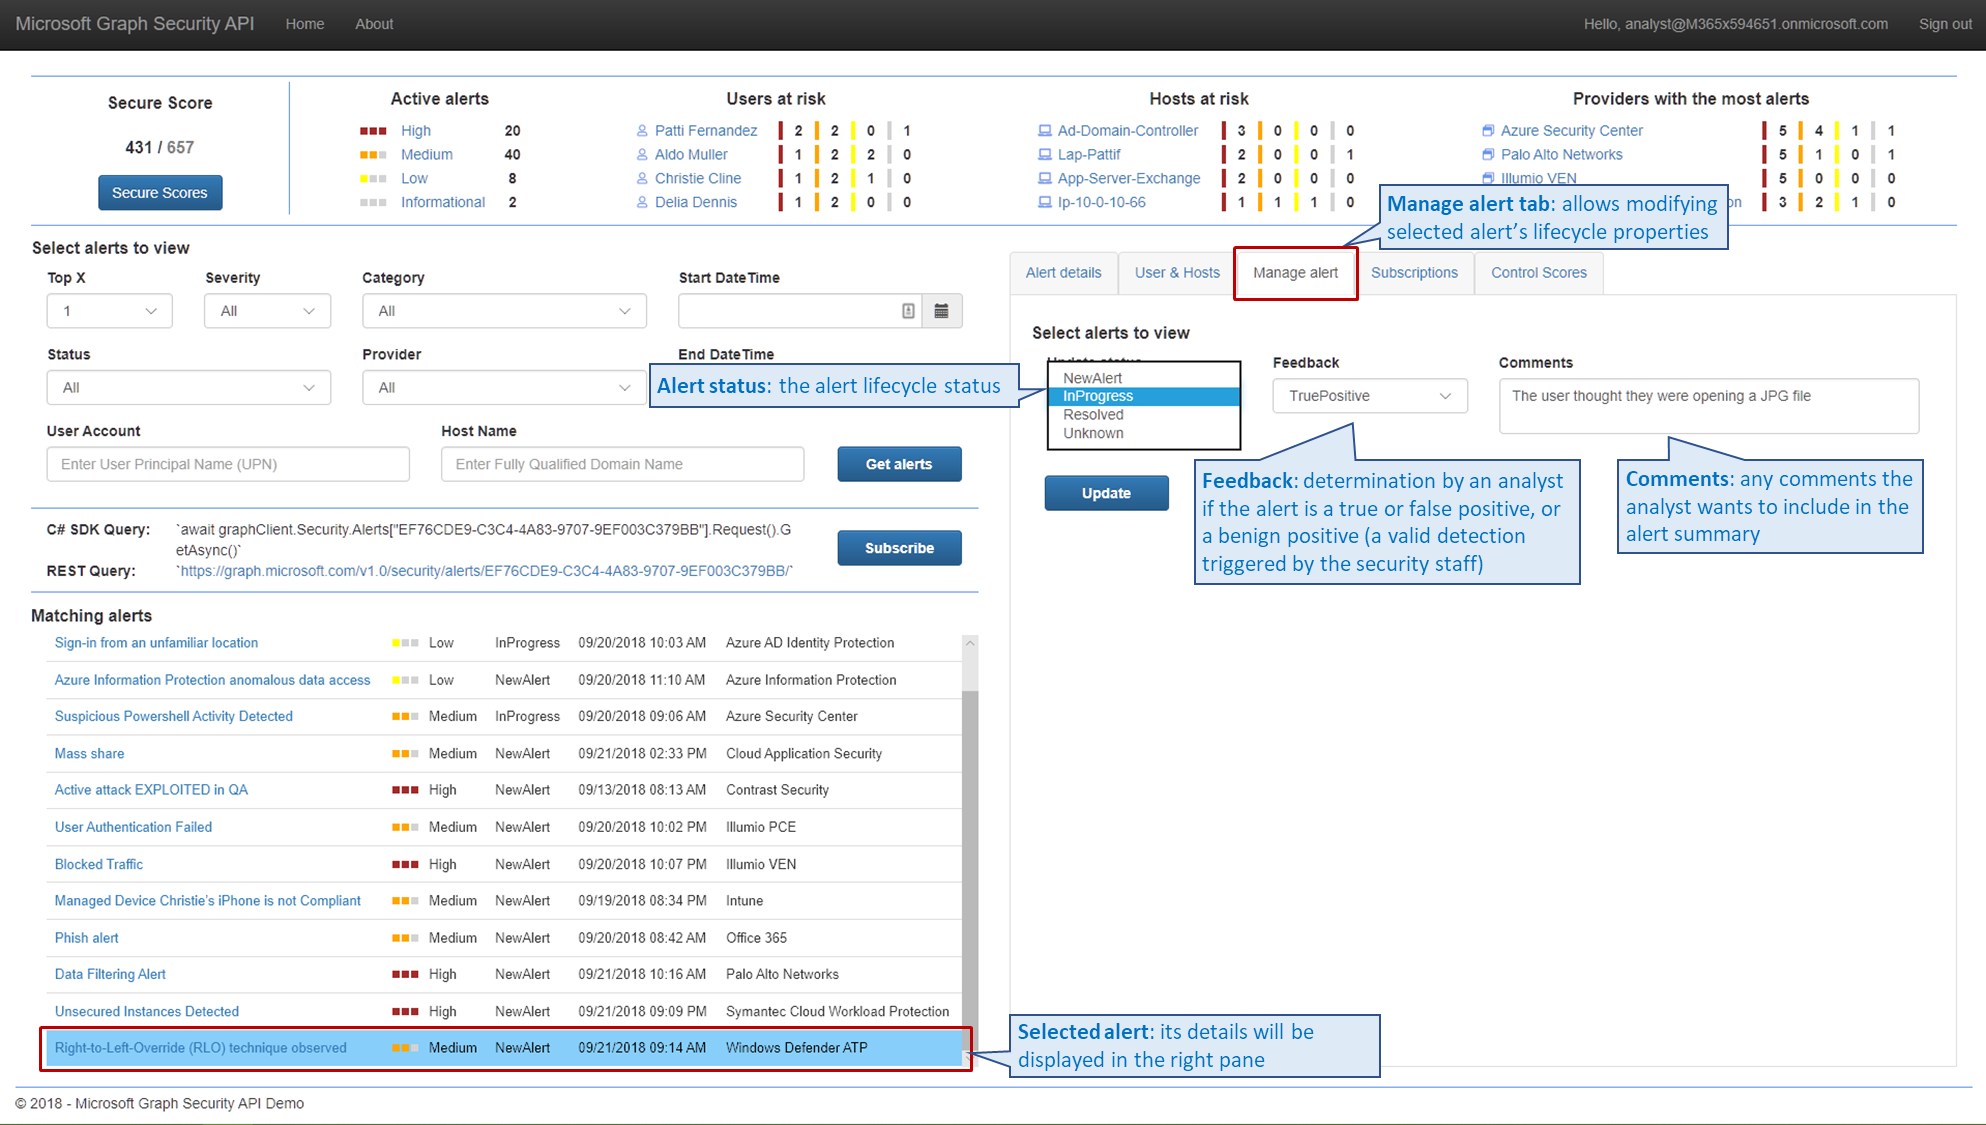 Microsoft Graph Security API Home About Hello, analyst@M365x594651.onmicrosoft.com Sign out
Secure Score
431 / 657
Secure Scores
Active alerts
High 20
Medium 40
Low 8
Informational 2
Users at risk
Patti Fernandez 2 2 0 1
Aldo Muller 1 2 2 0
Christie Cline 1 2 1 0
Delia Dennis 1 2 0 0
Hosts at risk
Ad-Domain-Controller 3 0 0 0
Lap-Pattif 2 0 0 1
App-Server-Exchange 2 0 0 0
Ip-10-0-10-66 1 1 1 0
Providers with the most alerts
Azure Security Center 5 4 1 1
Palo Alto Networks 5 1 0 1
Illumio VEN 5 0 0 0
on 3 2 1 0
Manage alert tab: allows modifying
selected alert's lifecycle properties
Select alerts to view
Top X Severity Category Start DateTime
1 All All
Status Provider End DateTime
All All
Alert status: the alert lifecycle status
User Account Host Name
Enter User Principal Name (UPN) Enter Fully Qualified Domain Name Get alerts
C# SDK Query: `await graphClient.Security.Alerts["EF76CDE9-C3C4-4A83-9707-9EF003C379BB"].Request().G
etAsync()`
REST Query: `https://graph.microsoft.com/v1.0/security/alerts/EF76CDE9-C3C4-4A83-9707-9EF003C379BB/`
Subscribe
Matching alerts
Sign-in from an unfamiliar location Low InProgress 09/20/2018 10:03 AM Azure AD Identity Protection
Azure Information Protection anomalous data access Low NewAlert 09/20/2018 11:10 AM Azure Information Protection
Suspicious Powershell Activity Detected Medium InProgress 09/20/2018 09:06 AM Azure Security Center
Mass share Medium NewAlert 09/21/2018 02:33 PM Cloud Application Security
Active attack EXPLOITED in QA High NewAlert 09/13/2018 08:13 AM Contrast Security
User Authentication Failed Medium NewAlert 09/20/2018 10:02 PM Illumio PCE
Blocked Traffic High NewAlert 09/20/2018 10:07 PM Illumio VEN
Managed Device Christie's iPhone is not Compliant Medium NewAlert 09/19/2018 08:34 PM Intune
Phish alert Medium NewAlert 09/20/2018 08:42 AM Office 365
Data Filtering Alert High NewAlert 09/21/2018 10:16 AM Palo Alto Networks
Unsecured Instances Detected High NewAlert 09/21/2018 09:09 PM Symantec Cloud Workload Protection
Right-to-Left-Override (RLO) technique observed Medium NewAlert 09/21/2018 09:14 AM Windows Defender ATP
Alert details User & Hosts Manage alert Subscriptions Control Scores
Select alerts to view
Update status Feedback Comments
NewAlert
InProgress
Resolved
Unknown
TruePositive
The user thought they were opening a JPG file
Update
Feedback: determination by an analyst
if the alert is a true or false positive, or
a benign positive (a valid detection
triggered by the security staff)
Comments: any comments the
analyst wants to include in the
alert summary
Selected alert: its details will be
displayed in the right pane
© 2018 - Microsoft Graph Security API Demo